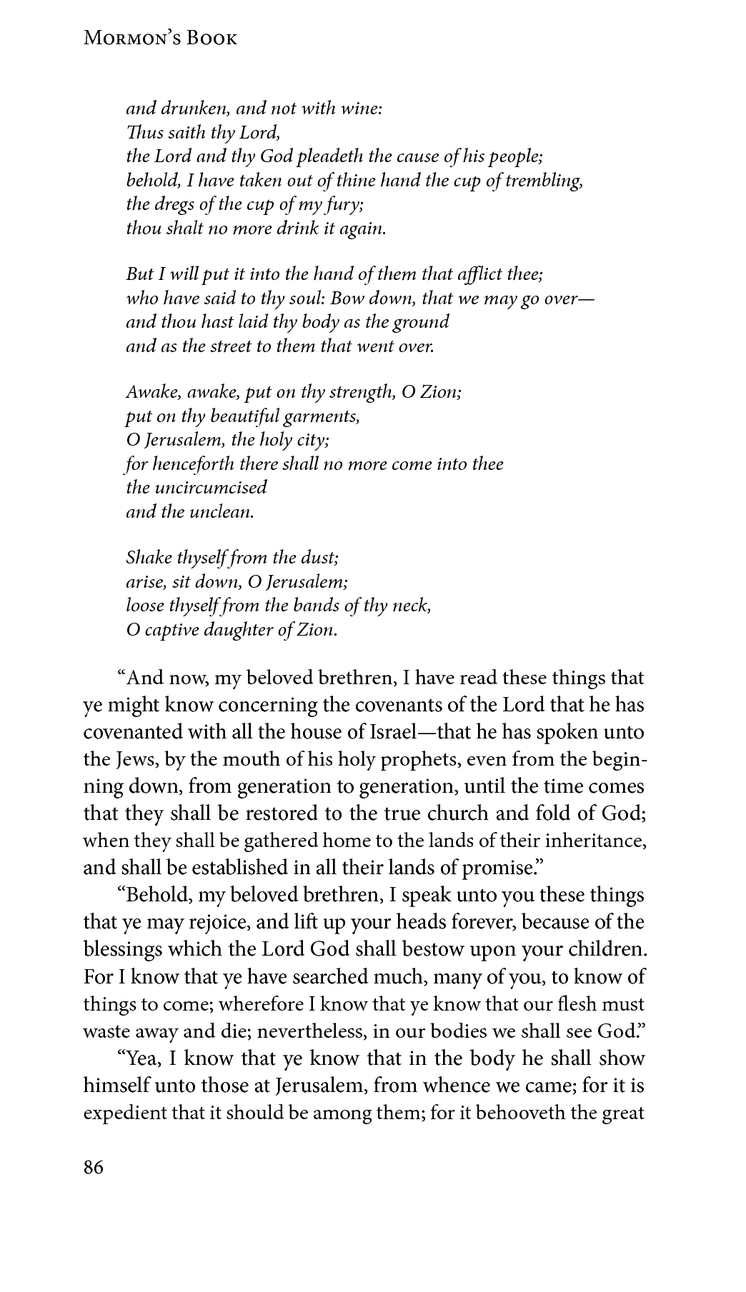 Mormon’s Book
and drunken, and not with wine:
Thus saith thy Lord,
the Lord and thy God pleadeth the cause of his people;
behold, I have taken out of thine hand the cup of trembling,
the dregs of the cup of my fury;
thou shalt no more drink it again.
But I will put it into the hand of them that afflict thee;
who have said to thy soul: Bow down, that we may go over—
and thou hast laid thy body as the ground
and as the street to them that went over.
Awake, awake, put on thy strength, O Zion;
put on thy beautiful garments,
O Jerusalem, the holy city;
for henceforth there shall no more come into thee
the uncircumcised
and the unclean.
Shake thyself from the dust;
arise, sit down, O Jerusalem;
loose thyself from the bands of thy neck,
O captive daughter of Zion.
“And now, my beloved brethren, I have read these things that
ye might know concerning the covenants of the Lord that he has
covenanted with all the house of Israel—that he has spoken unto
the Jews, by the mouth of his holy prophets, even from the begin-
ning down, from generation to generation, until the time comes
that they shall be restored to the true church and fold of God;
when they shall be gathered home to the lands of their inheritance,
and shall be established in all their lands of promise.”
“Behold, my beloved brethren, I speak unto you these things
that ye may rejoice, and lift up your heads forever, because of the
blessings which the Lord God shall bestow upon your children.
For I know that ye have searched much, many of you, to know of
things to come; wherefore I know that ye know that our flesh must
waste away and die; nevertheless, in our bodies we shall see God.”
“Yea, I know that ye know that in the body he shall show
himself unto those at Jerusalem, from whence we came; for it is
expedient that it should be among them; for it behooveth the great
86